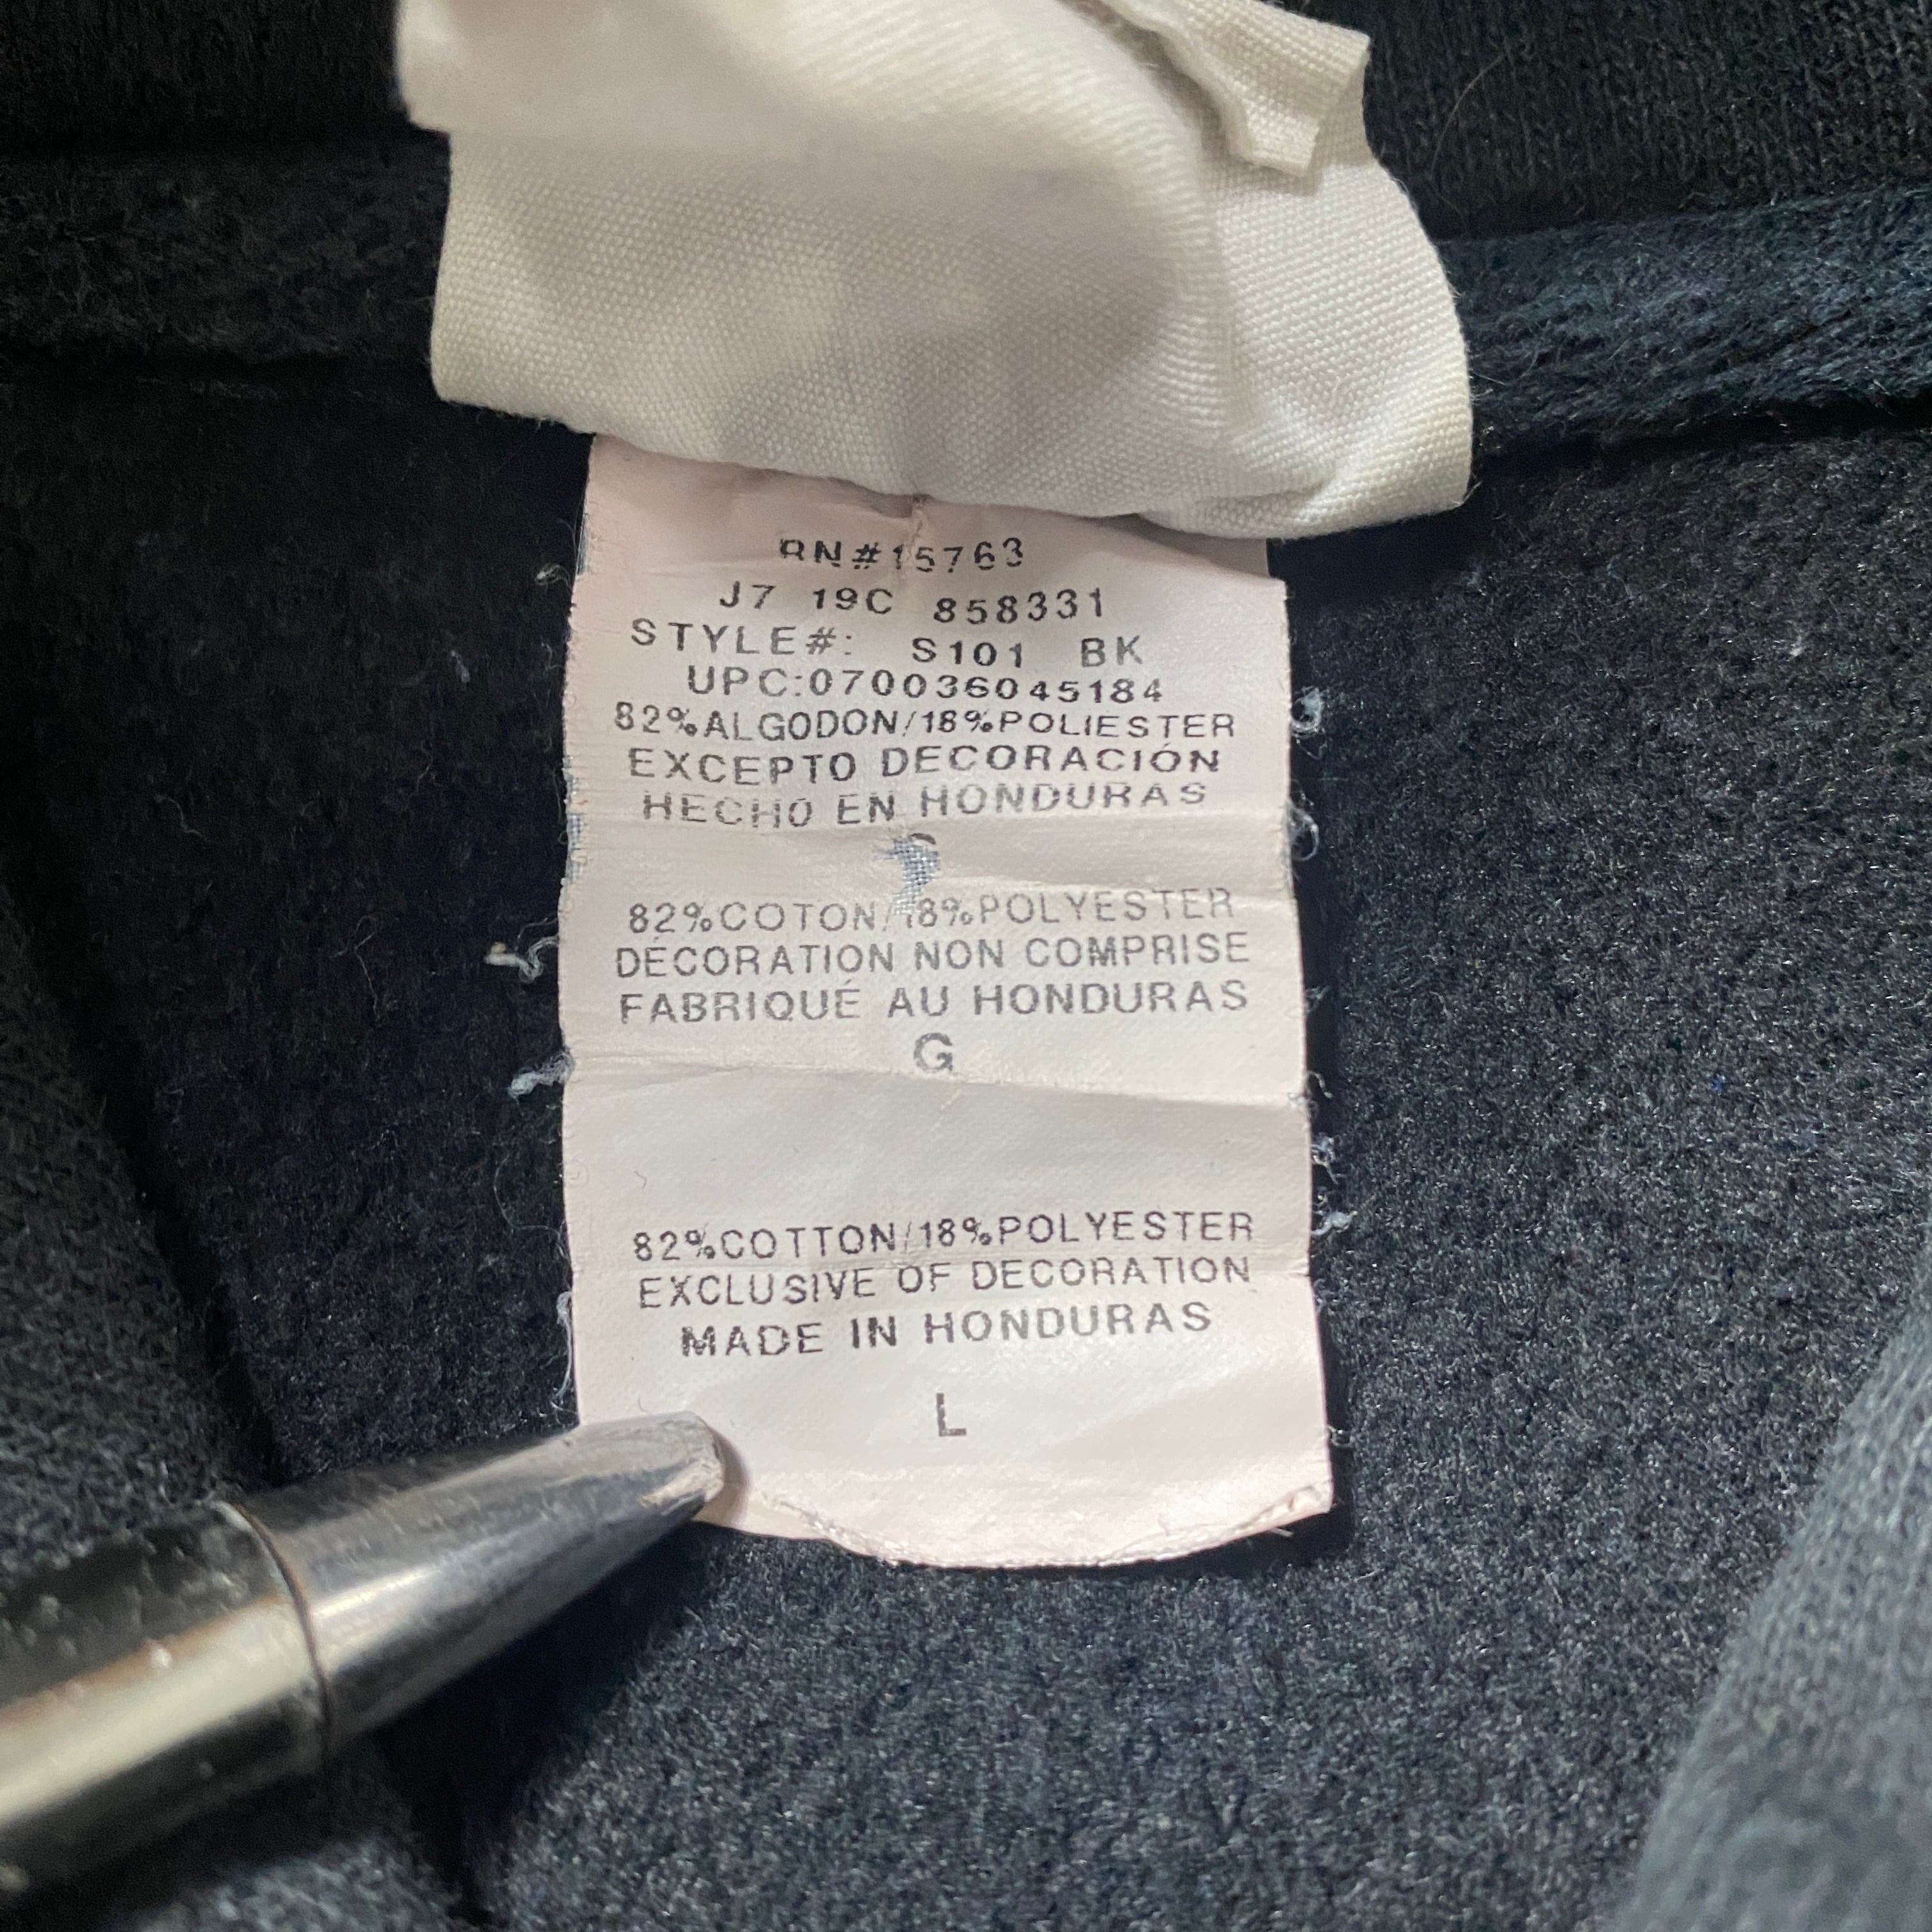 RN#15763
J7 19C 858331
STYLE#: S101 BK
UPC:070036045184
82%ALGODON/18%POLIESTER
EXCEPTO DECORACIÓN
HECHO EN HONDURAS
82%COTON/18%POLYESTER
DÉCORATION NON COMPRISE
FABRIQUÉ AU HONDURAS
G
82%COTTON/18%POLYESTER
EXCLUSIVE OF DECORATION
MADE IN HONDURAS
L